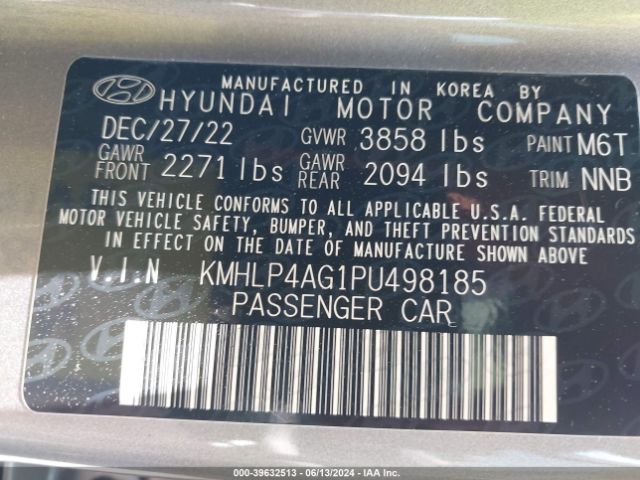 MANUFACTURED IN KOREA BY
HYUNDAI MOTOR COMPANY
DEC/27/22 GVWR 3858 lbs PAINT M6T
GAWR FRONT 2271 lbs GAWR REAR 2094 lbs TRIM NNB
THIS VEHICLE CONFORMS TO ALL APPLICABLE U.S.A. FEDERAL
MOTOR VEHICLE SAFETY, BUMPER, AND THEFT PREVENTION STANDARDS
IN EFFECT ON THE DATE OF MANUFACTURE SHOWN ABOVE
V.I.N KMHLP4AG1PU498185
PASSENGER CAR
000-39632513 - 06/13/2024 - IAAI.COM